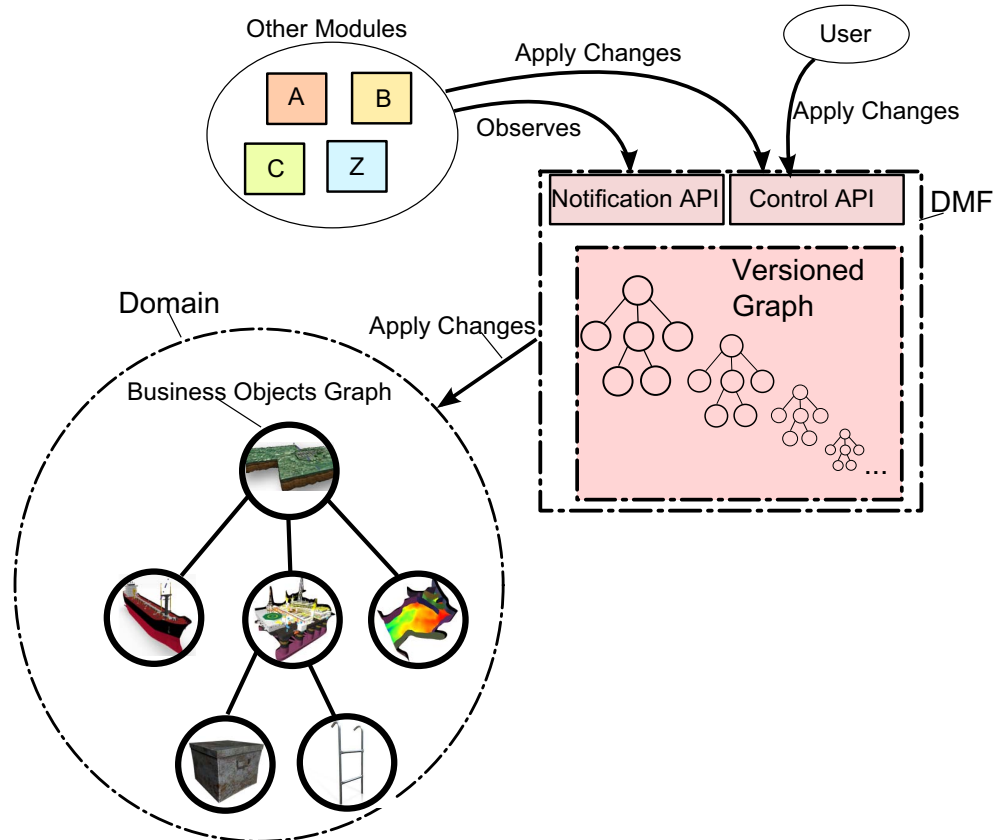 Other Modules
User
A
B
C
Z
Apply Changes
Observes
Apply Changes
Notification API
Control API
DMF
Versioned
Graph
...
Domain
Apply Changes
Business Objects Graph